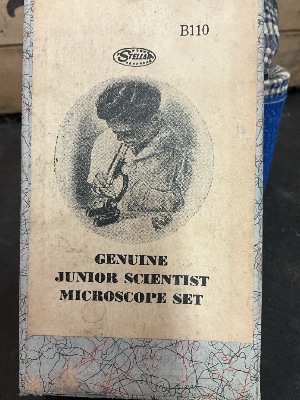 B110
STELLAR
GENUINE
JUNIOR SCIENTIST
MICROSCOPE SET